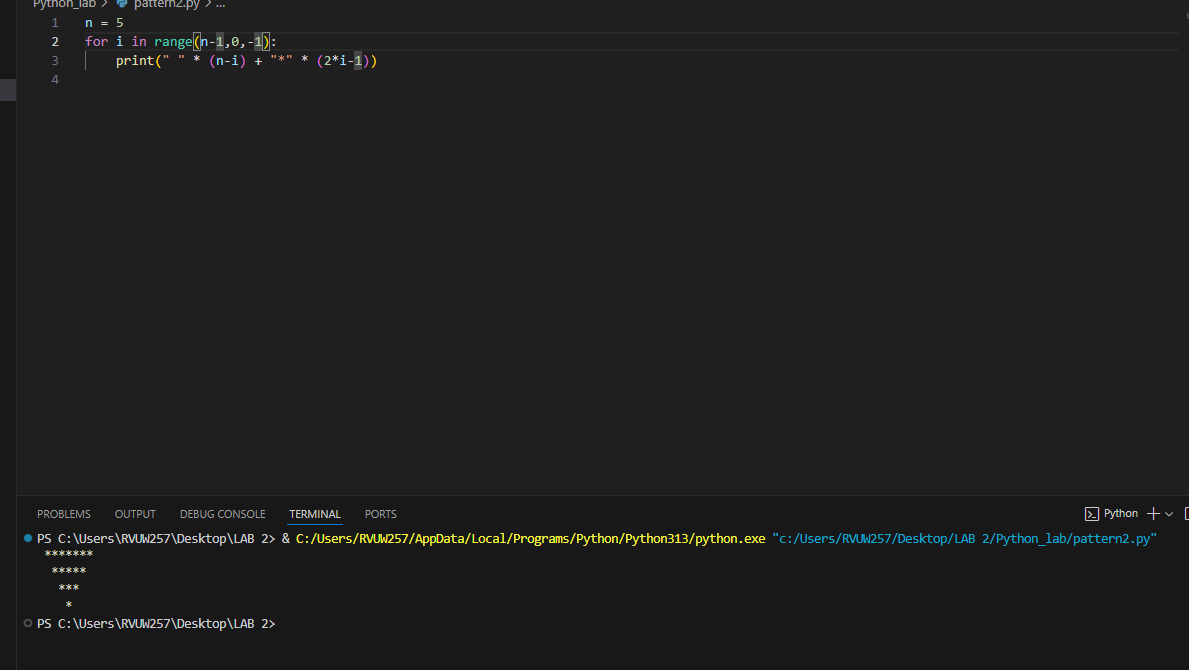 Python_lab > pattern2.py > ...
1 n = 5
2 for i in range(n-1,0,-1):
3     print(" " * (n-i) + "*" * (2*i-1))
4
PROBLEMS OUTPUT DEBUG CONSOLE TERMINAL PORTS Python
PS C:\Users\RVUW257\Desktop\LAB 2> & C:/Users/RVUW257/AppData/Local/Programs/Python/Python313/python.exe "c:/Users/RVUW257/Desktop/LAB 2/Python_lab/pattern2.py"
 *******
  *****
   ***
    *
PS C:\Users\RVUW257\Desktop\LAB 2>